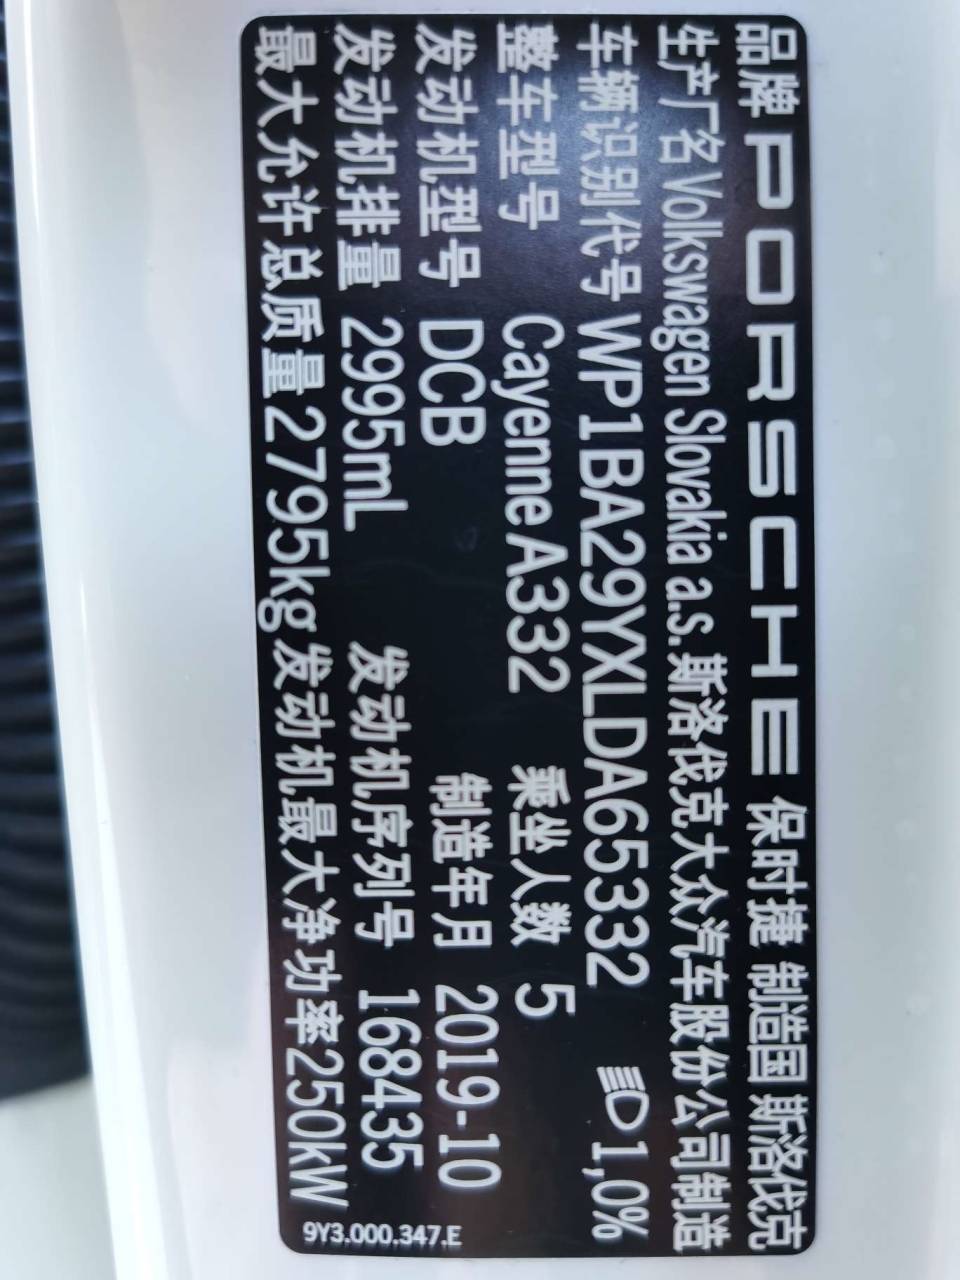 品牌 PORSCHE 保时捷 制造国 斯洛伐克
生产厂名 Volkswagen Slovakia a.s. 斯洛伐克大众汽车股份公司制造
车辆识别代号 WP1BA29YXLDA65332 1,0%
整车型号 Cayenne A332 乘坐人数 5
发动机型号 DCB 制造年月 2019-10
发动机排量 2995mL 发动机序列号 168435
最大允许总质量 2795kg 发动机最大净功率 250kW
9Y3.000.347.E